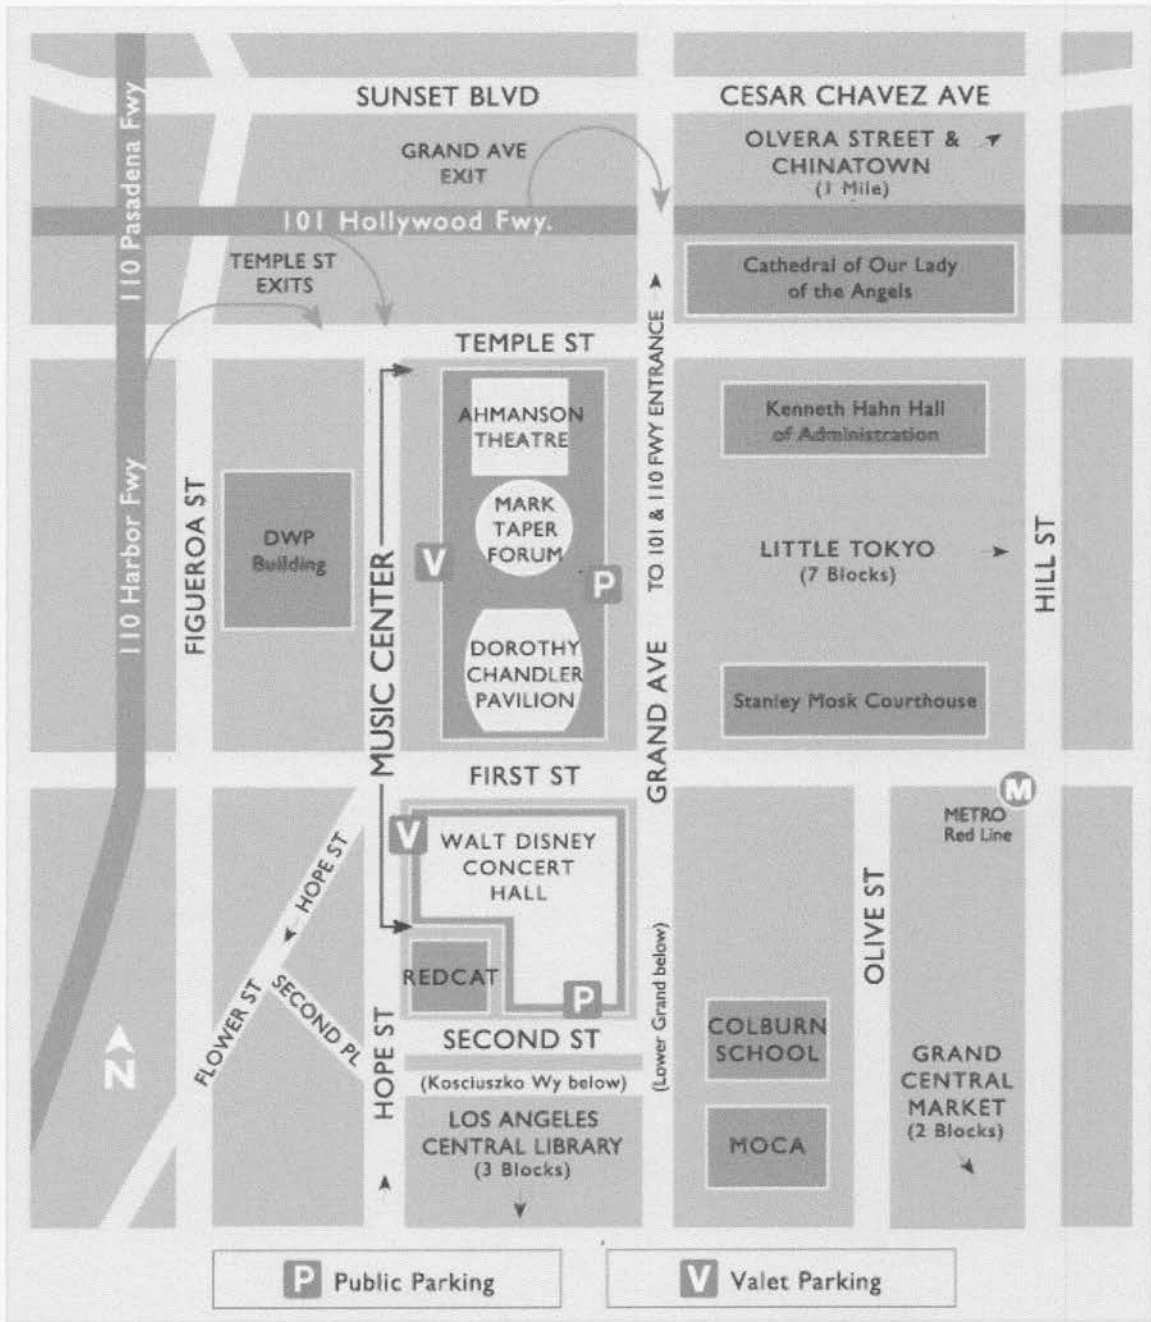 SUNSET BLVD
CESAR CHAVEZ AVE
110 Pasadena Fwy
GRAND AVE
EXIT
OLVERA STREET &
CHINATOWN
(1 Mile)
101 Hollywood Fwy.
TEMPLE ST
EXITS
Cathedral of Our Lady
of the Angels
TEMPLE ST
TO 101 & 110 FWY ENTRANCE
AHMANSON
THEATRE
Kenneth Hahn Hall
of Administration
110 Harbor Fwy
FIGUEROA ST
DWP
Building
MARK
TAPER
FORUM
V
P
LITTLE TOKYO
(7 Blocks)
HILL ST
MUSIC CENTER
DOROTHY
CHANDLER
PAVILION
GRAND AVE
Stanley Mosk Courthouse
FIRST ST
M
METRO
Red Line
HOPE ST
V
WALT DISNEY
CONCERT
HALL
OLIVE ST
REDCAT
P
(Lower Grand below)
FLOWER ST
SECOND PL
HOPE ST
SECOND ST
COLBURN
SCHOOL
N
(Kosciuszko Wy below)
GRAND
CENTRAL
MARKET
(2 Blocks)
LOS ANGELES
CENTRAL LIBRARY
(3 Blocks)
MOCA
P Public Parking
V Valet Parking